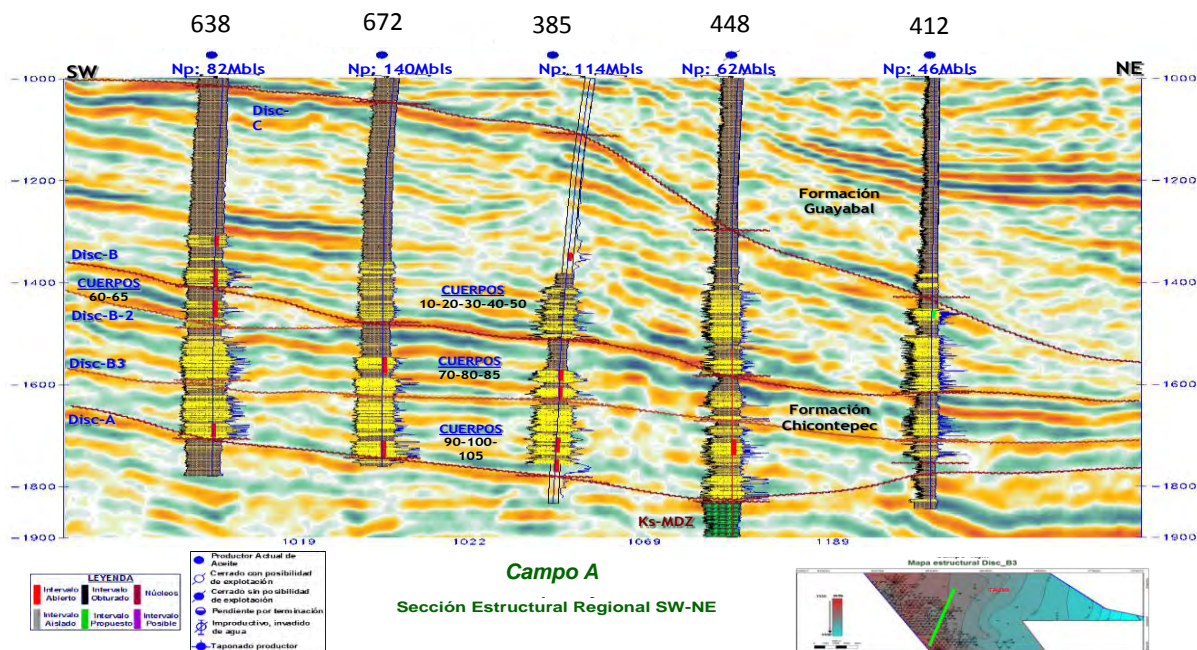 638 672 385 448 412
Np: 82Mbls Np: 140Mbls Np: 114Mbls Np: 62Mbls Np: 46Mbls
SW NE
-1000 -1000
Disc-
C
-1200 -1200
Formación
Guayabal
Disc-B
-1400 -1400
CUERPOS
60-65
CUERPOS
10-20-30-40-50
Disc-B-2
Disc-B3
CUERPOS
70-80-85
-1600 -1600
Disc-A
Formación
Chicontepec
CUERPOS
90-100-
105
-1800 -1800
Ks-MDZ
-1900 -1900
1019 1022 1069 1189
LEYENDA
Intervalo
Abierto
Intervalo
Obturado
Núcleos
Intervalo
Aislado
Intervalo
Propuesto
Intervalo
Posible
Productor Actual de
Aceite
Cerrado con posibilidad
de explotación
Cerrado sin posibilidad
de explotación
Pendiente por terminación
Improductivo, invadido
de agua
Taponado productor
Campo A
Sección Estructural Regional SW-NE
Mapa estructural Disc_B3